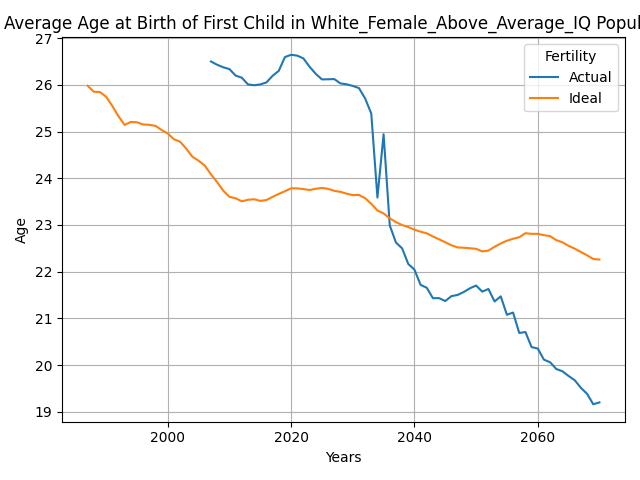 Average Age at Birth of First Child in White_Female_Above_Average_IQ Popul
27
26
25
24
23
22
21
20
19
Age
2000 2020 2040 2060
Years
Fertility
Actual
Ideal